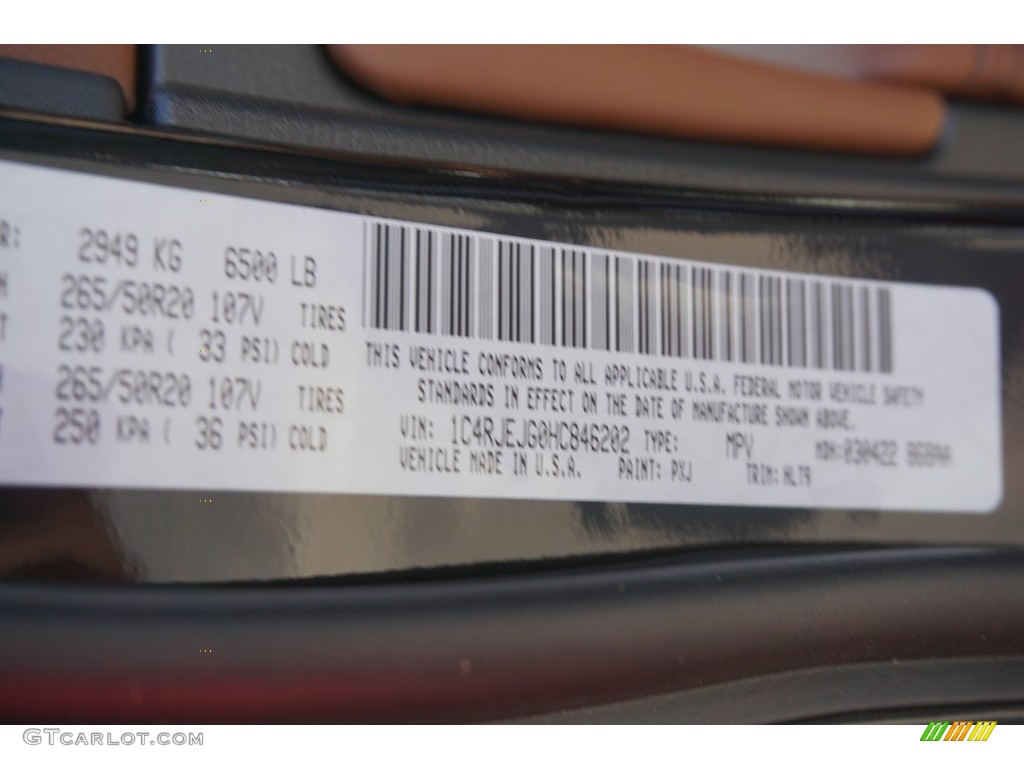 R:
2949 KG 6500 LB
265/50R20 107V TIRES
230 KPA ( 33 PSI) COLD
265/50R20 107V TIRES
250 KPA ( 36 PSI) COLD
THIS VEHICLE CONFORMS TO ALL APPLICABLE U.S.A. FEDERAL MOTOR VEHICLE SAFETY
STANDARDS IN EFFECT ON THE DATE OF MANUFACTURE SHOWN ABOVE.
VIN: 1C4RJEJG0HC846202 TYPE: MPV MDH:030422
VEHICLE MADE IN U.S.A. PAINT: PXJ TRIM:
GTCARLOT.COM